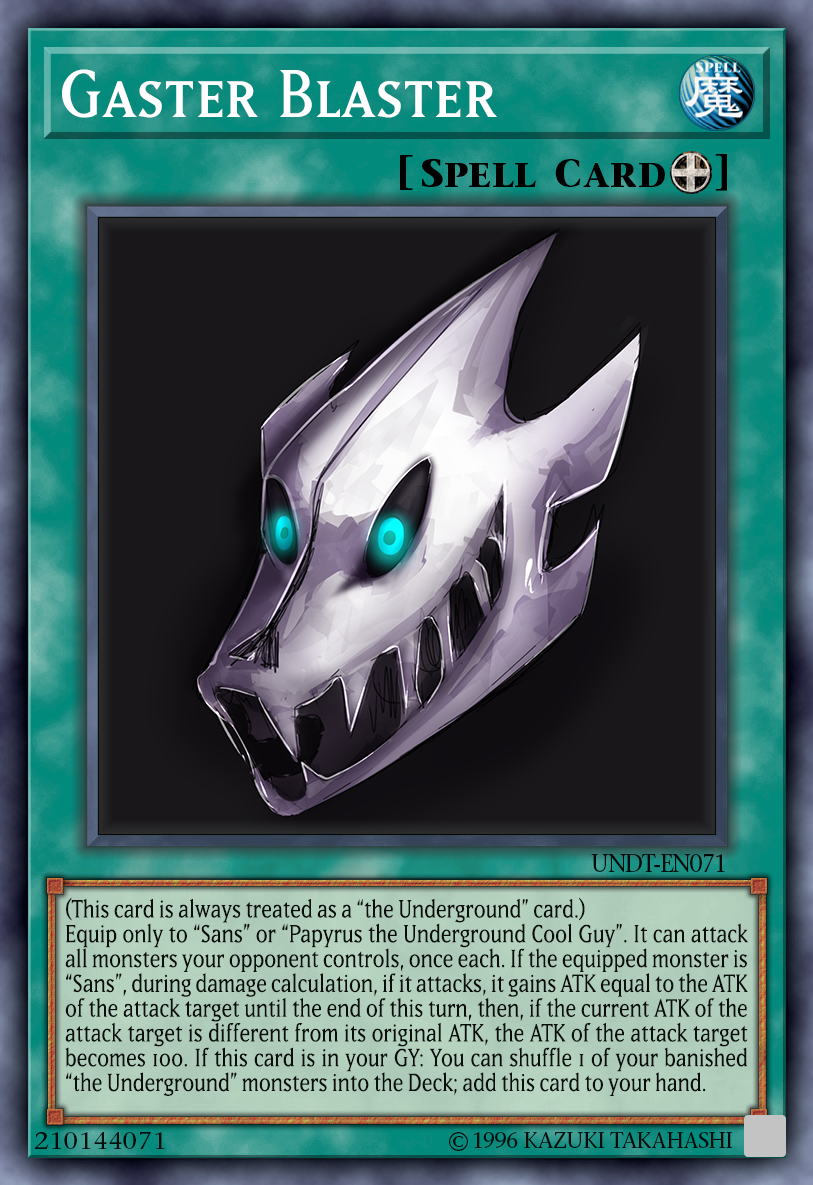 Gaster Blaster
SPELL
魔
[Spell Card]
UNDT-EN071
(This card is always treated as a “the Underground” card.)
Equip only to “Sans” or “Papyrus the Underground Cool Guy”. It can attack
all monsters your opponent controls, once each. If the equipped monster is
“Sans”, during damage calculation, if it attacks, it gains ATK equal to the ATK
of the attack target until the end of this turn, then, if the current ATK of the
attack target is different from its original ATK, the ATK of the attack target
becomes 100. If this card is in your GY: You can shuffle 1 of your banished
“the Underground” monsters into the Deck; add this card to your hand.
210144071
© 1996 KAZUKI TAKAHASHI